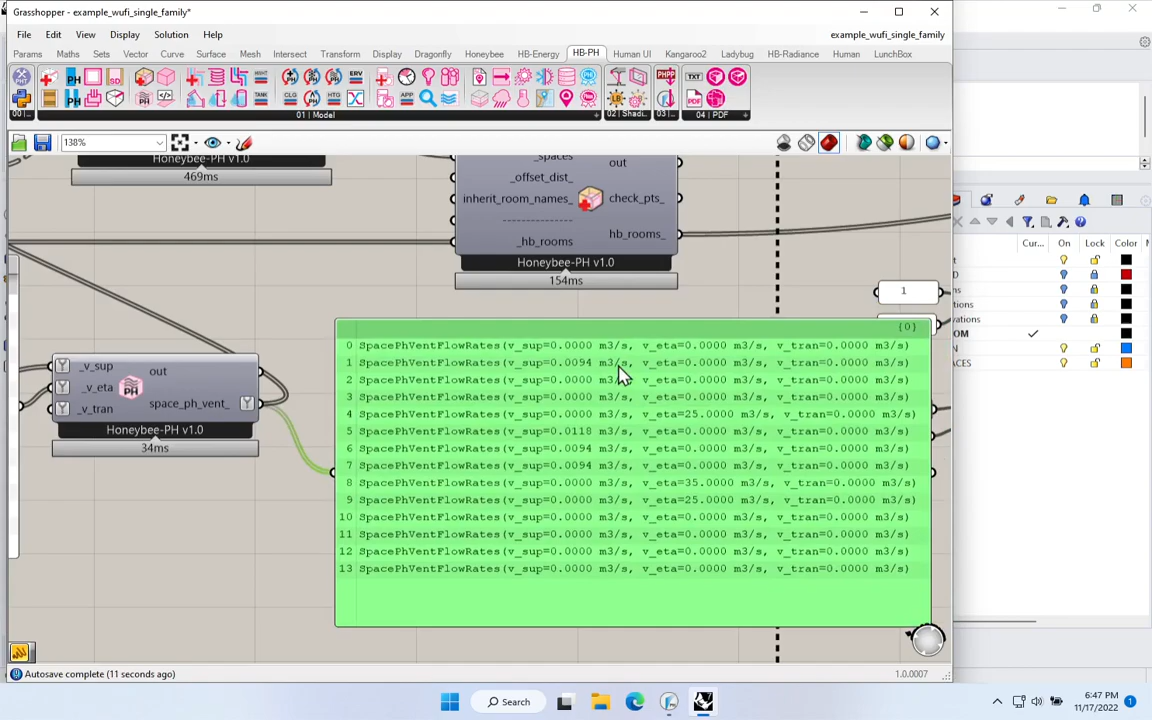 Grasshopper - example_wufi_single_family*
File Edit View Display Solution Help
example_wufi_single_family
Params Maths Sets Vector Curve Surface Mesh Intersect Transform Display Dragonfly Honeybee HB-Energy HB-PH Human UI Kangaroo2 Ladybug HB-Radiance Human LunchBox
01 | Model
03 |
04 | PDF
138%
Honeybee-PH v1.0
469ms
_spaces
out
_offset_dist_
inherit_room_names_
check_pts_
_hb_rooms
hb_rooms_
Honeybee-PH v1.0
154ms
1
{0}
0 SpacePhVentFlowRates(v_sup=0.0000 m3/s, v_eta=0.0000 m3/s, v_tran=0.0000 m3/s)
1 SpacePhVentFlowRates(v_sup=0.0094 m3/s, v_eta=0.0000 m3/s, v_tran=0.0000 m3/s)
2 SpacePhVentFlowRates(v_sup=0.0000 m3/s, v_eta=0.0000 m3/s, v_tran=0.0000 m3/s)
3 SpacePhVentFlowRates(v_sup=0.0000 m3/s, v_eta=0.0000 m3/s, v_tran=0.0000 m3/s)
4 SpacePhVentFlowRates(v_sup=0.0000 m3/s, v_eta=25.0000 m3/s, v_tran=0.0000 m3/s)
5 SpacePhVentFlowRates(v_sup=0.0118 m3/s, v_eta=0.0000 m3/s, v_tran=0.0000 m3/s)
6 SpacePhVentFlowRates(v_sup=0.0094 m3/s, v_eta=0.0000 m3/s, v_tran=0.0000 m3/s)
7 SpacePhVentFlowRates(v_sup=0.0094 m3/s, v_eta=0.0000 m3/s, v_tran=0.0000 m3/s)
8 SpacePhVentFlowRates(v_sup=0.0000 m3/s, v_eta=35.0000 m3/s, v_tran=0.0000 m3/s)
9 SpacePhVentFlowRates(v_sup=0.0000 m3/s, v_eta=25.0000 m3/s, v_tran=0.0000 m3/s)
10 SpacePhVentFlowRates(v_sup=0.0000 m3/s, v_eta=0.0000 m3/s, v_tran=0.0000 m3/s)
11 SpacePhVentFlowRates(v_sup=0.0000 m3/s, v_eta=0.0000 m3/s, v_tran=0.0000 m3/s)
12 SpacePhVentFlowRates(v_sup=0.0000 m3/s, v_eta=0.0000 m3/s, v_tran=0.0000 m3/s)
13 SpacePhVentFlowRates(v_sup=0.0000 m3/s, v_eta=0.0000 m3/s, v_tran=0.0000 m3/s)
_v_sup
out
_v_eta
space_ph_vent_
_v_tran
Honeybee-PH v1.0
34ms
Cur... On Lock Color
Autosave complete (11 seconds ago)
1.0.0007
Search
6:47 PM
11/17/2022